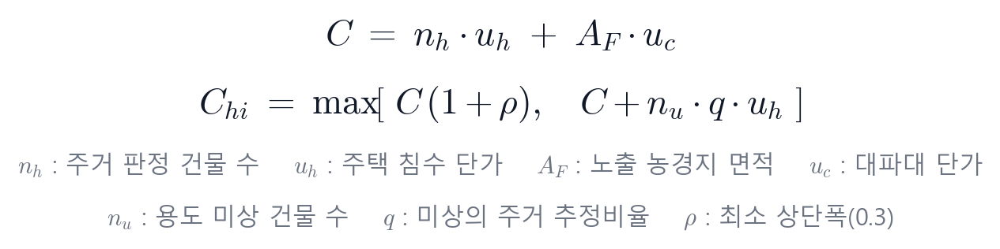 C = n_h · u_h + A_F · u_c
C_{hi} = max[ C(1 + ρ),  C + n_u · q · u_h ]
n_h : 주거 판정 건물 수  u_h : 주택 침수 단가  A_F : 노출 농경지 면적  u_c : 대파대 단가
n_u : 용도 미상 건물 수  q : 미상의 주거 추정비율  ρ : 최소 상단폭(0.3)